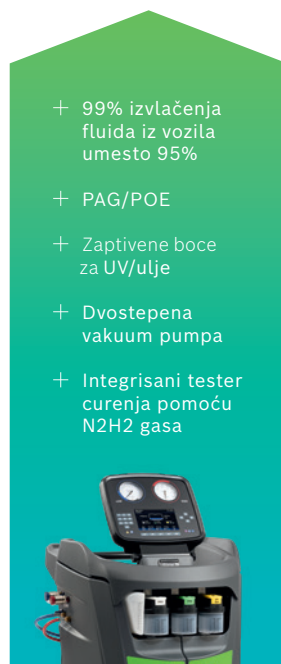 + 99% izvlačenja
fluida iz vozila
umesto 95%
+ PAG/POE
+ Zaptivene boce
za UV/ulje
+ Dvostepena
vakuum pumpa
+ Integrisani tester
curenja pomoću
N2H2 gasa